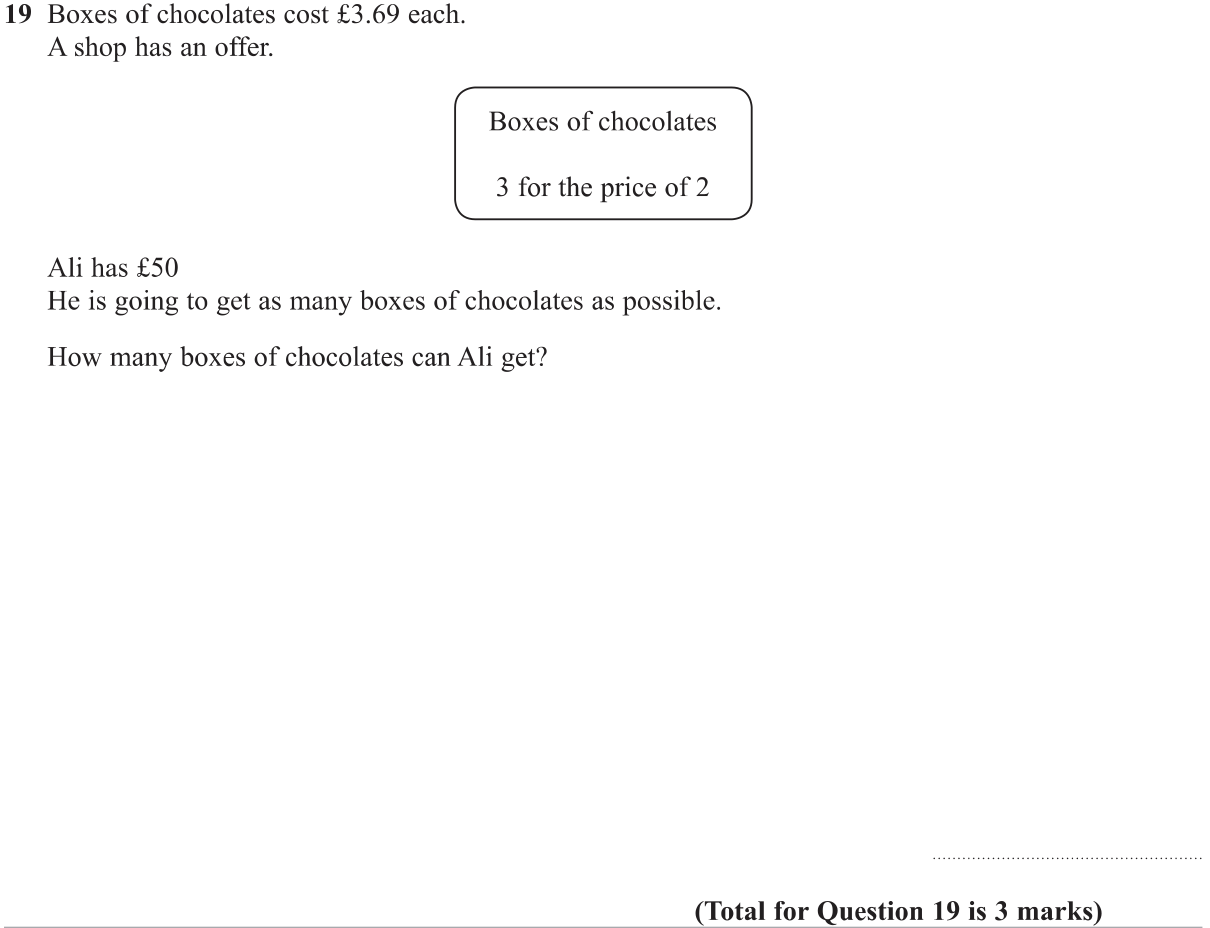 19 Boxes of chocolates cost £3.69 each.
A shop has an offer.
Boxes of chocolates
3 for the price of 2
Ali has £50
He is going to get as many boxes of chocolates as possible.
How many boxes of chocolates can Ali get?
(Total for Question 19 is 3 marks)